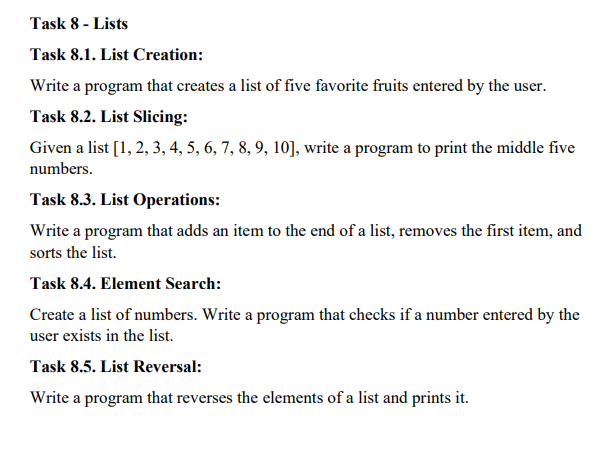 Task 8 - Lists
Task 8.1. List Creation:
Write a program that creates a list of five favorite fruits entered by the user.
Task 8.2. List Slicing:
Given a list [1, 2, 3, 4, 5, 6, 7, 8, 9, 10], write a program to print the middle five
numbers.
Task 8.3. List Operations:
Write a program that adds an item to the end of a list, removes the first item, and
sorts the list.
Task 8.4. Element Search:
Create a list of numbers. Write a program that checks if a number entered by the
user exists in the list.
Task 8.5. List Reversal:
Write a program that reverses the elements of a list and prints it.